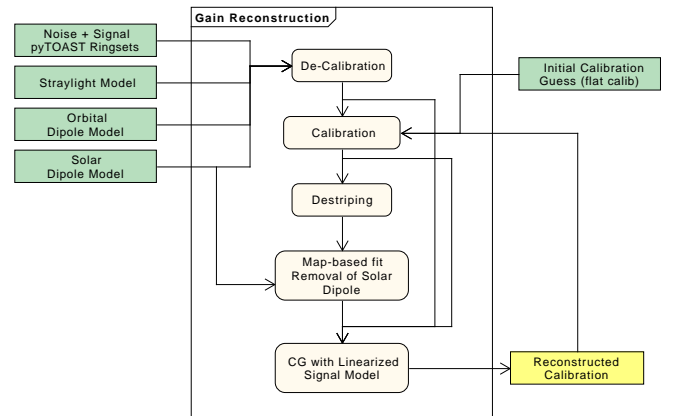 Gain Reconstruction
Noise + Signal
pyTOAST Ringsets
Straylight Model
Orbital
Dipole Model
Solar
Dipole Model
De-Calibration
Initial Calibration
Guess (flat calib)
Calibration
Destriping
Map-based fit
Removal of Solar
Dipole
CG with Linearized
Signal Model
Reconstructed
Calibration